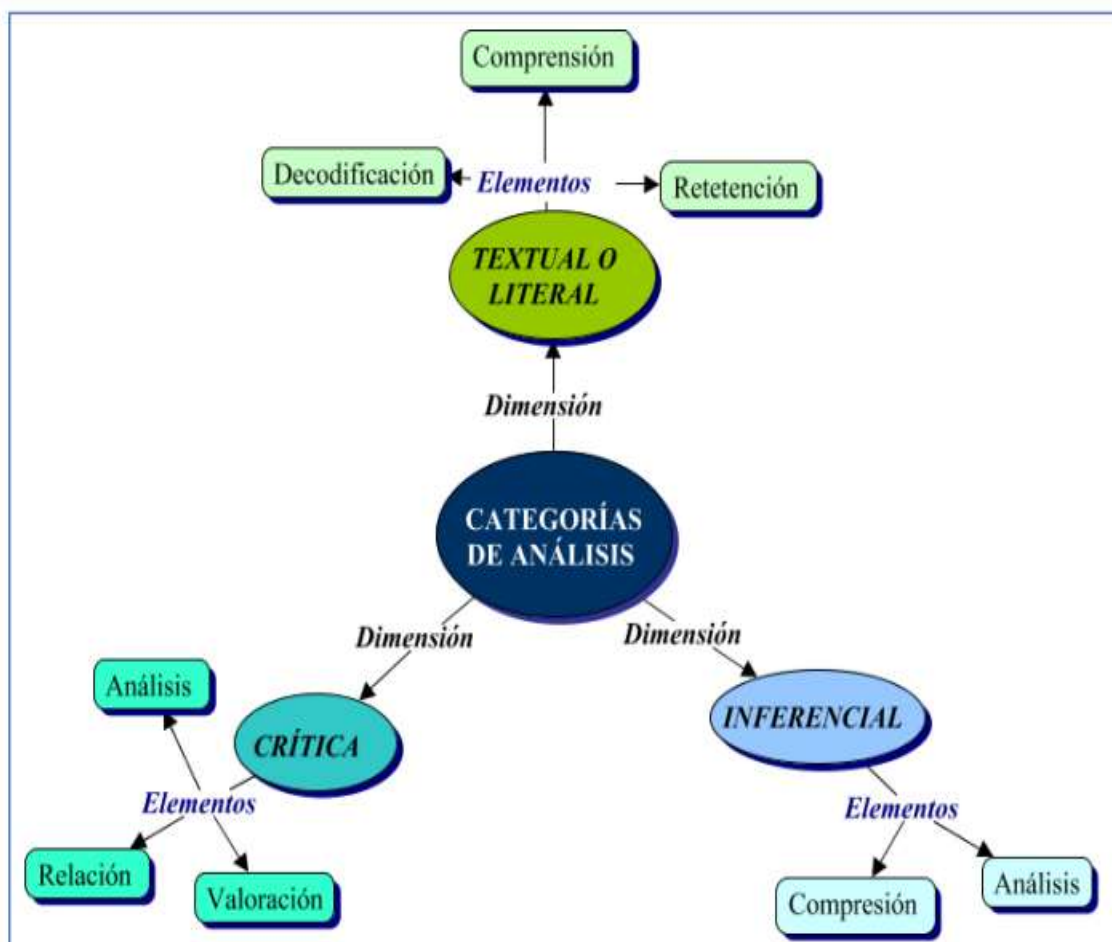 Comprensión
Decodificación
Elementos
Retetención
TEXTUAL O
LITERAL
Dimensión
CATEGORÍAS
DE ANÁLISIS
Dimensión
Dimensión
Análisis
CRÍTICA
INFERENCIAL
Elementos
Elementos
Relación
Valoración
Compresión
Análisis